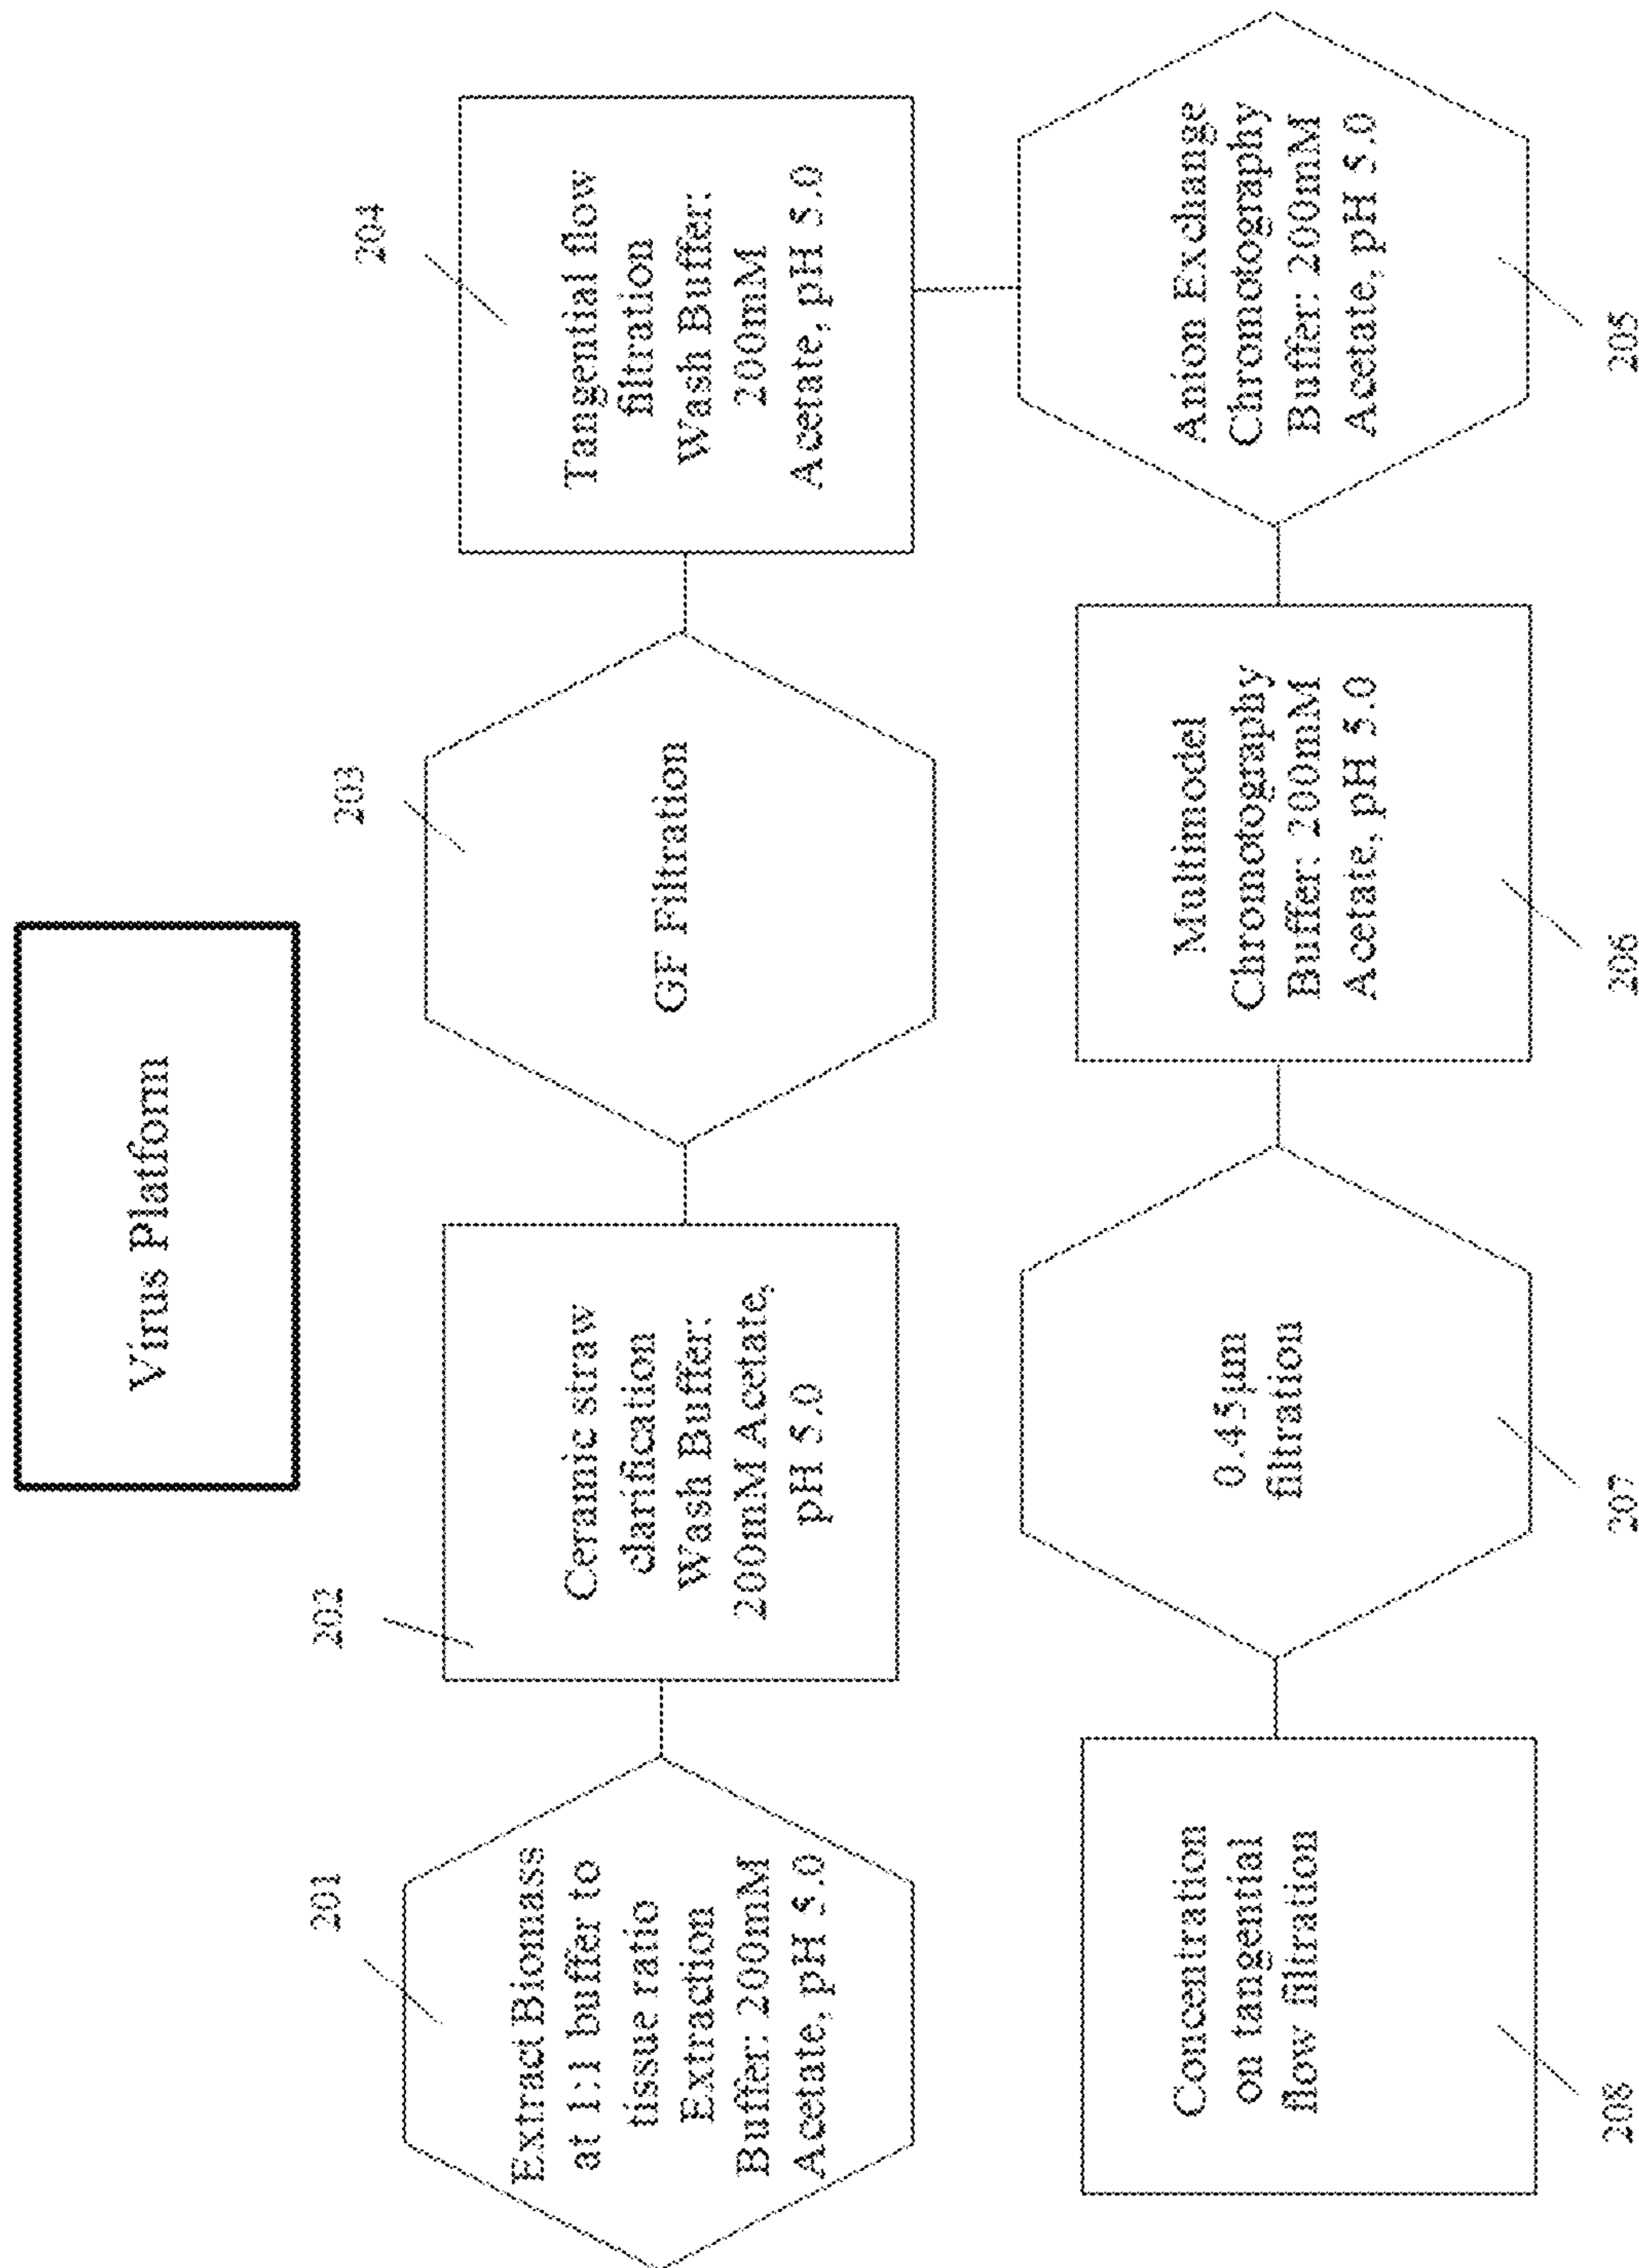 Virus Platform
201
Extract Biomass
at 1:1 buffer to
tissue ratio
Extraction
Buffer: 200mM
Acetate, pH 5.0
202
Ceramic straw
clarification
Wash Buffer:
200mM Acetate,
pH 5.0
203
GF Filtration
204
Tangential flow
filtration
Wash Buffer:
200mM
Acetate, pH 5.0
Anion Exchange
Chromotography
Buffer: 200mM
Acetate, pH 5.0
205
Multimodel
Chromotography
Buffer: 200mM
Acetate, pH 5.0
206
0.45µm
filtration
207
Concentration
on tangential
flow filtration
208